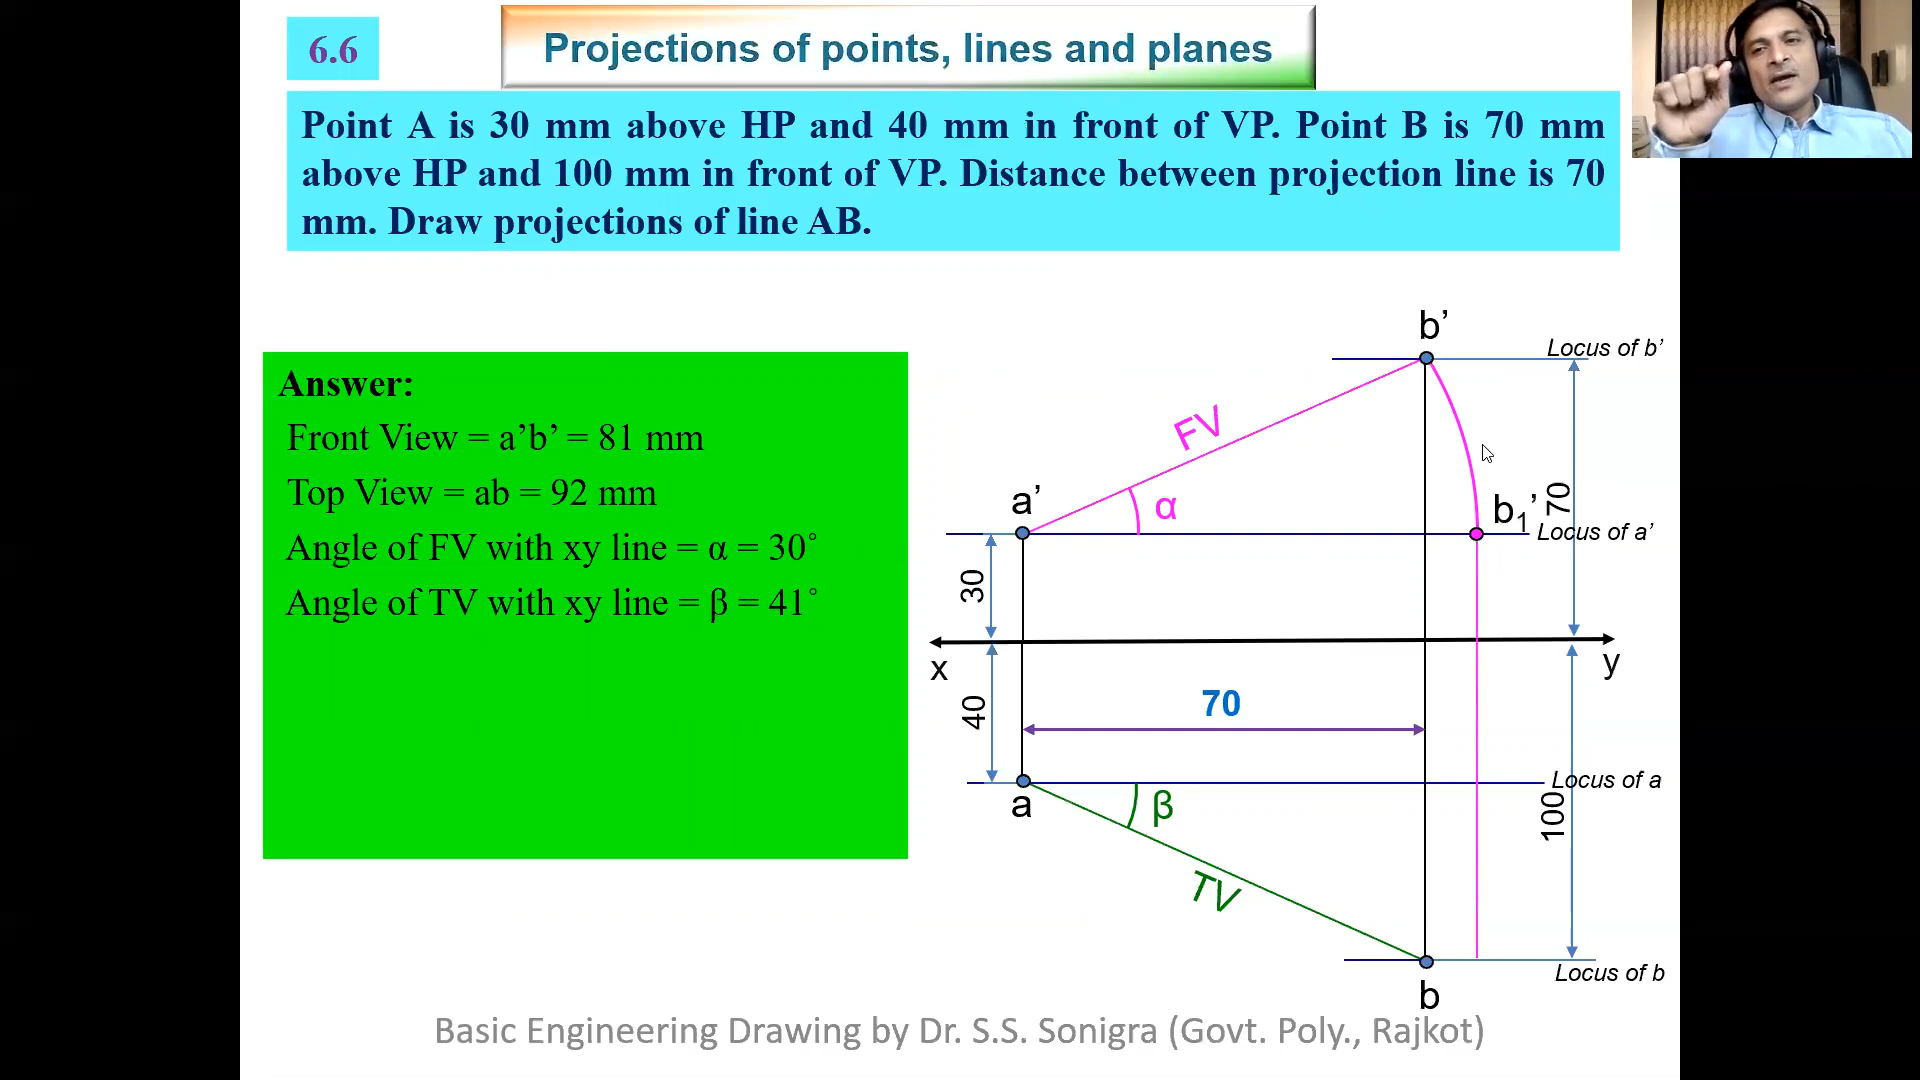 6.6
Projections of points, lines and planes
Point A is 30 mm above HP and 40 mm in front of VP. Point B is 70 mm
above HP and 100 mm in front of VP. Distance between projection line is 70
mm. Draw projections of line AB.
Answer:
Front View = a’b’ = 81 mm
Top View = ab = 92 mm
Angle of FV with xy line = α = 30˚
Angle of TV with xy line = β = 41˚
b’
Locus of b’
FV
a’
α
b₁’
70
Locus of a’
30
x
y
40
70
Locus of a
a
β
100
TV
Locus of b
b
Basic Engineering Drawing by Dr. S.S. Sonigra (Govt. Poly., Rajkot)